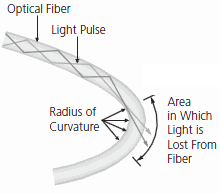 Optical Fiber
Light Pulse
Radius of
Curvature
Area
in Which
Light is
Lost From
Fiber